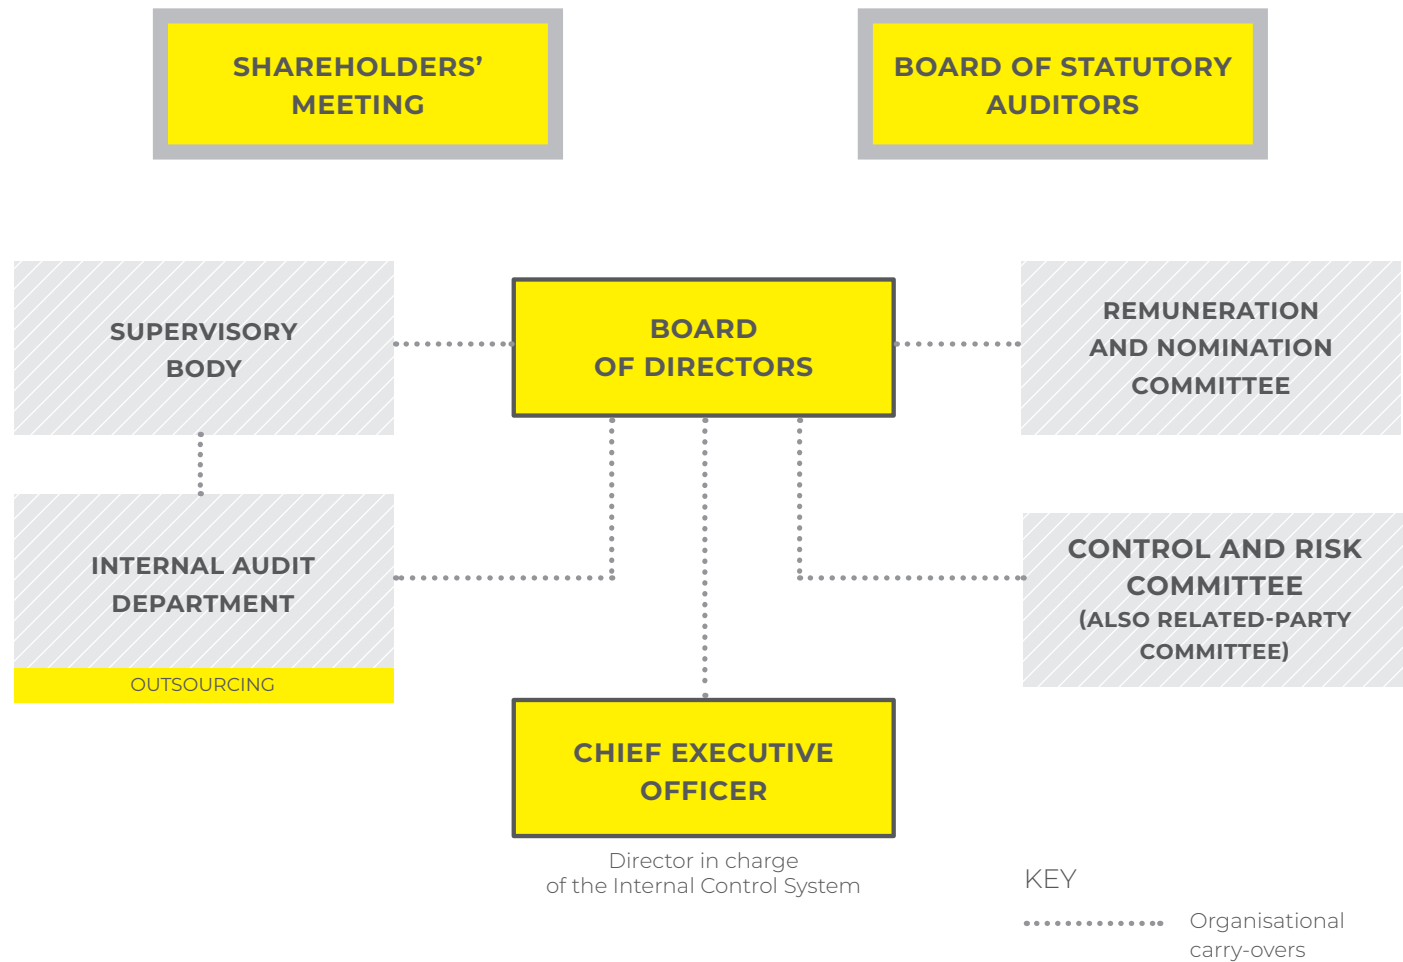 SHAREHOLDERS’
MEETING
BOARD OF STATUTORY
AUDITORS
SUPERVISORY
BODY
BOARD
OF DIRECTORS
REMUNERATION
AND NOMINATION
COMMITTEE
INTERNAL AUDIT
DEPARTMENT
OUTSOURCING
CONTROL AND RISK
COMMITTEE
(ALSO RELATED-PARTY
COMMITTEE)
CHIEF EXECUTIVE
OFFICER
Director in charge
of the Internal Control System
KEY
Organisational
carry-overs